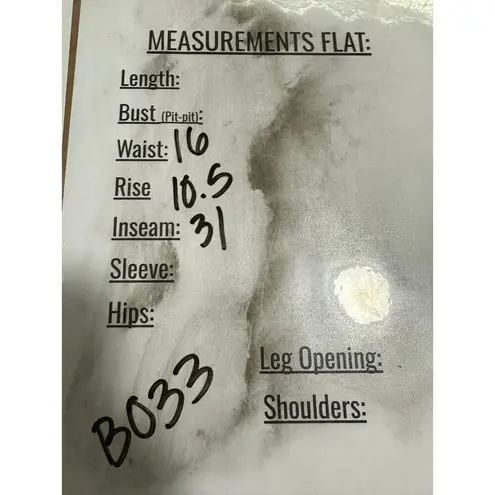 MEASUREMENTS FLAT:
Length:
Bust (Pit-pit):
Waist: 16
Rise 10.5
Inseam: 31
Sleeve:
Hips:
Leg Opening:
Shoulders:
B033